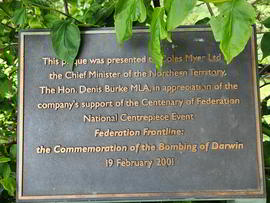 This plaque was presented to Coles Myer Ltd
the Chief Minister of the Northern Territory,
The Hon. Denis Burke MLA, in appreciation of the
company's support of the Centenary of Federation
National Centrepiece Event
Federation Frontline:
the Commemoration of the Bombing of Darwin
19 February 2001